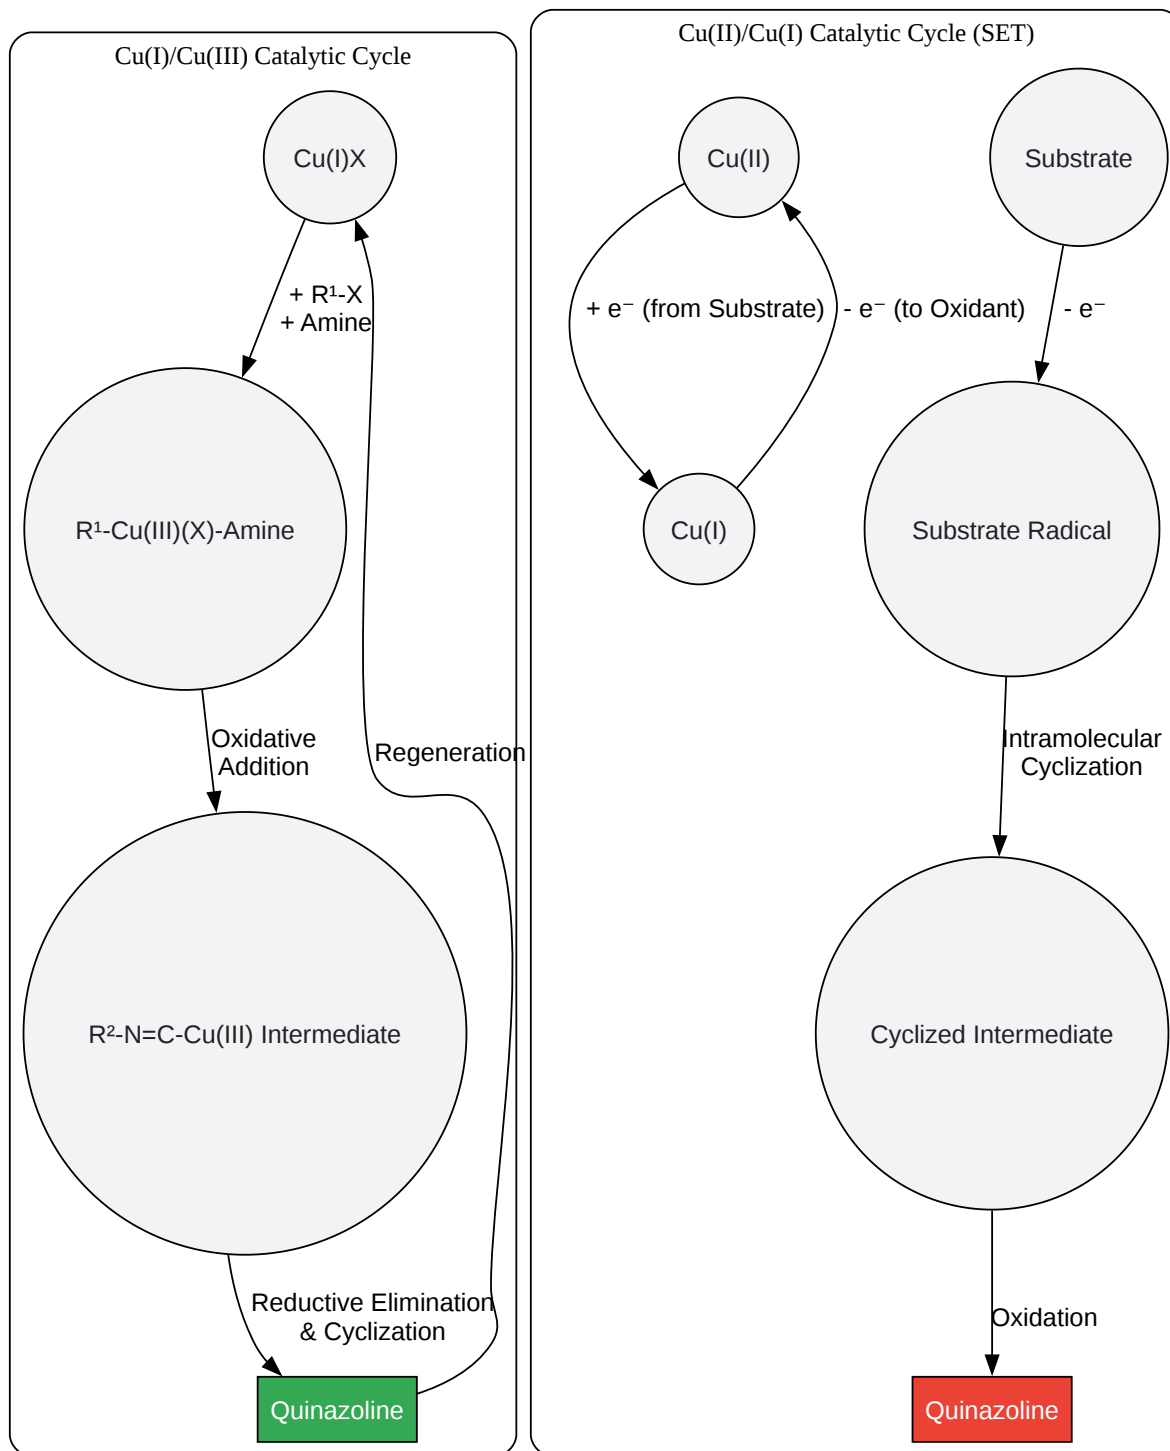 Cu(I)/Cu(III) Catalytic Cycle
Cu(I)X
+ R¹-X
+ Amine
R¹-Cu(III)(X)-Amine
Oxidative
Addition
Regeneration
R²-N=C-Cu(III) Intermediate
Reductive Elimination
& Cyclization
Quinazoline
Cu(II)/Cu(I) Catalytic Cycle (SET)
Cu(II)
Substrate
+ e⁻ (from Substrate)
- e⁻ (to Oxidant)
- e⁻
Cu(I)
Substrate Radical
Intramolecular
Cyclization
Cyclized Intermediate
Oxidation
Quinazoline